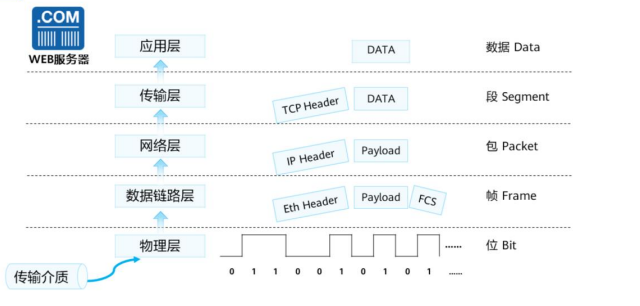 .COM
WEB服务器
应用层
DATA
数据 Data
传输层
TCP Header
DATA
段 Segment
网络层
IP Header
Payload
包 Packet
数据链路层
Eth Header
Payload
FCS
帧 Frame
物理层
......
位 Bit
0 1 1 0 0 1 0 1 0 1 ......
传输介质